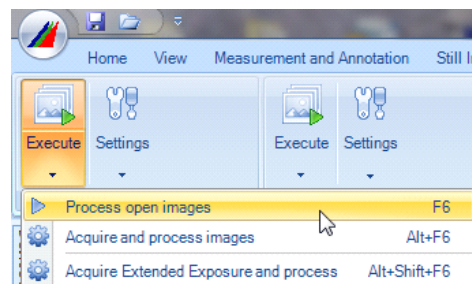 Home View Measurement and Annotation Still
Execute Settings Execute Settings
Process open images F6
Acquire and process images Alt+F6
Acquire Extended Exposure and process Alt+Shift+F6